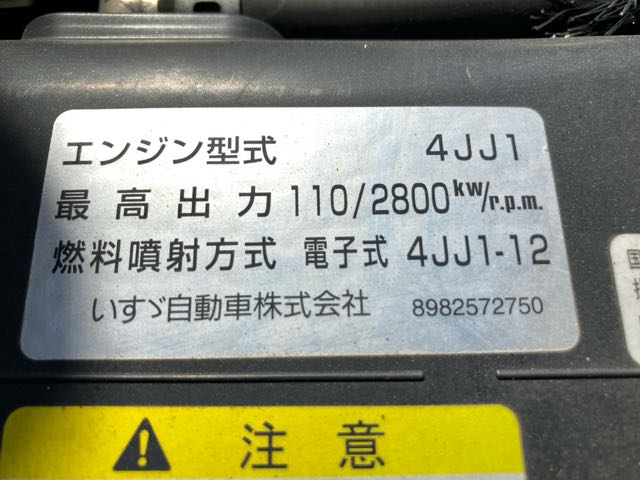 エンジン型式 4JJ1
最高出力 110/2800kW/r.p.m.
燃料噴射方式 電子式 4JJ1-12
いすゞ自動車株式会社 8982572750
国
注意